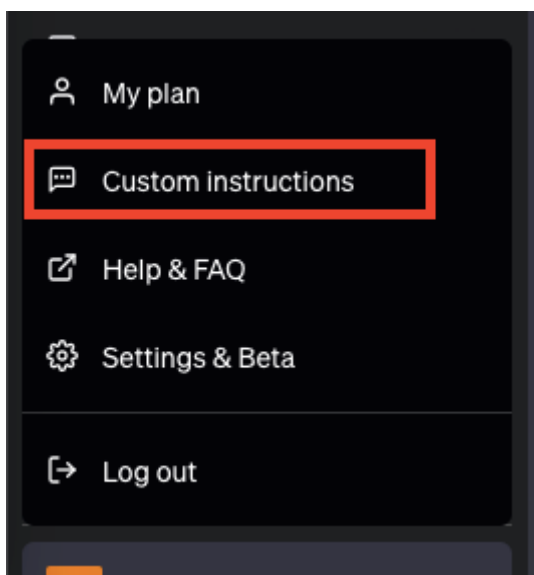 My plan
Custom instructions
Help & FAQ
Settings & Beta
Log out